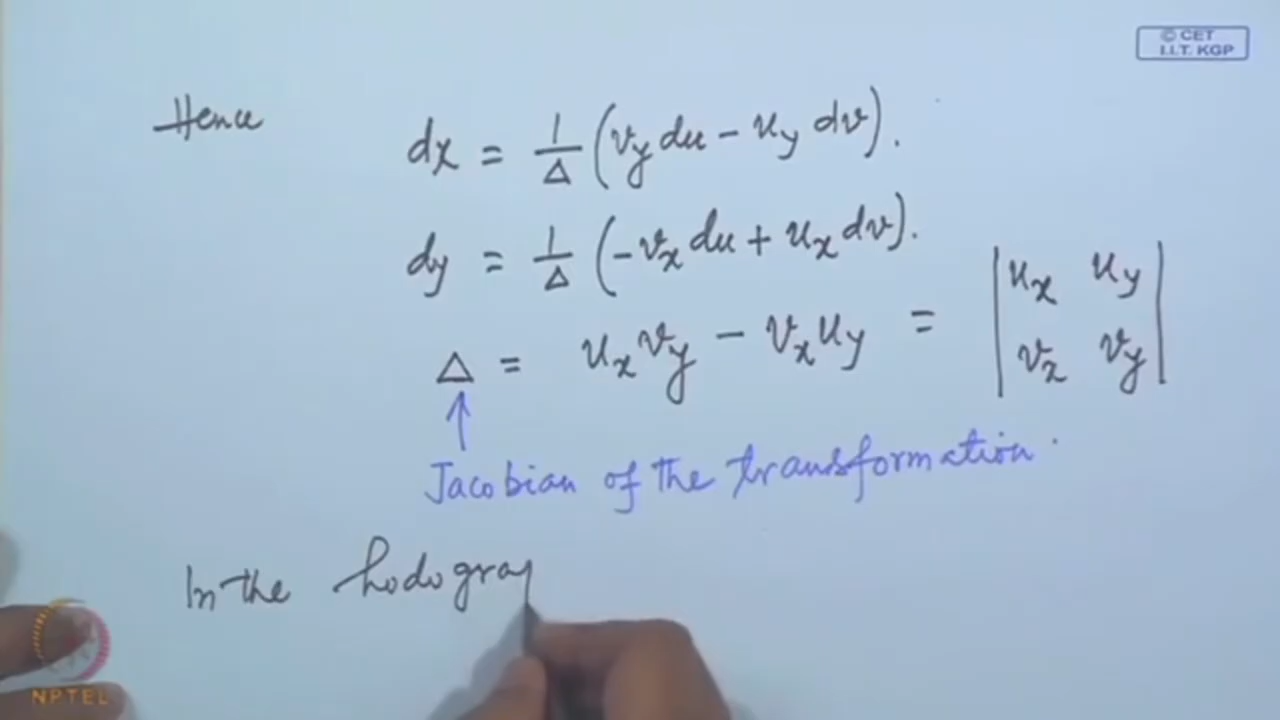 © CET
I.I.T. KGP
Hence
dx = 1/Δ (v_y du - u_y dv).
dy = 1/Δ (-v_x du + u_x dv).
Δ = u_x v_y - v_x u_y = | u_x u_y |
| v_x v_y |
↑
Jacobian of the transformation.
In the hodograp
NPTEL